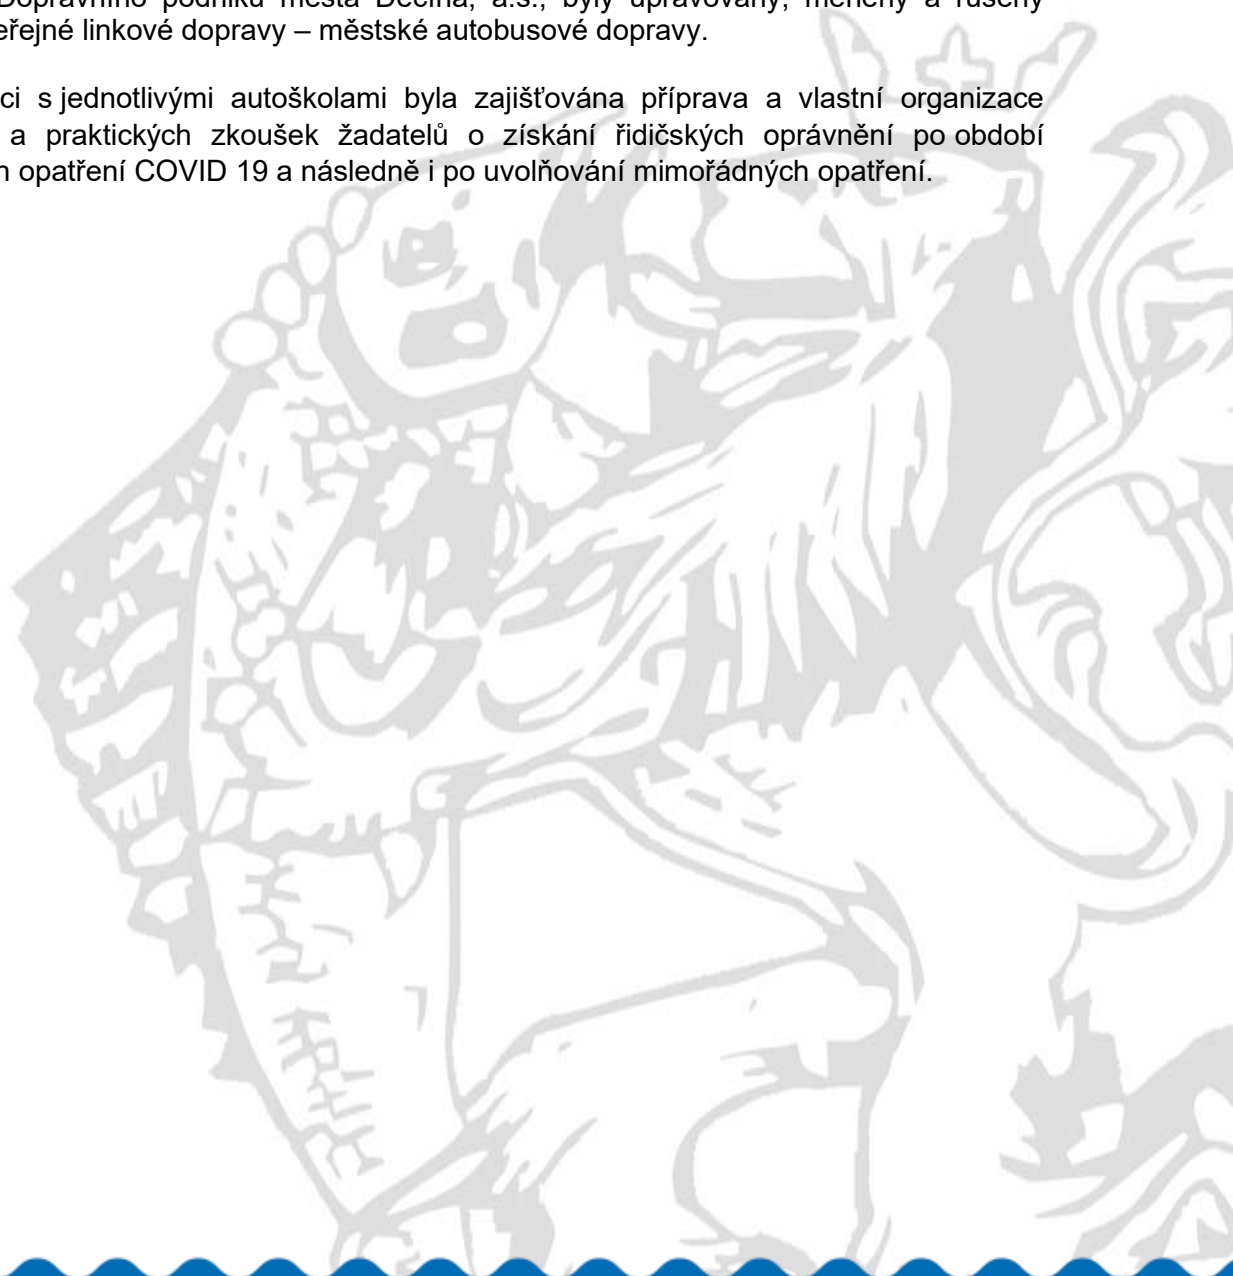 Dopravního podniku města Děčína, a.s., byly upravovány, měněny a rušeny
eřejné linkové dopravy – městské autobusové dopravy.
ci s jednotlivými autoškolami byla zajišťována příprava a vlastní organizace
a praktických zkoušek žadatelů o získání řidičských oprávnění po období
h opatření COVID 19 a následně i po uvolňování mimořádných opatření.